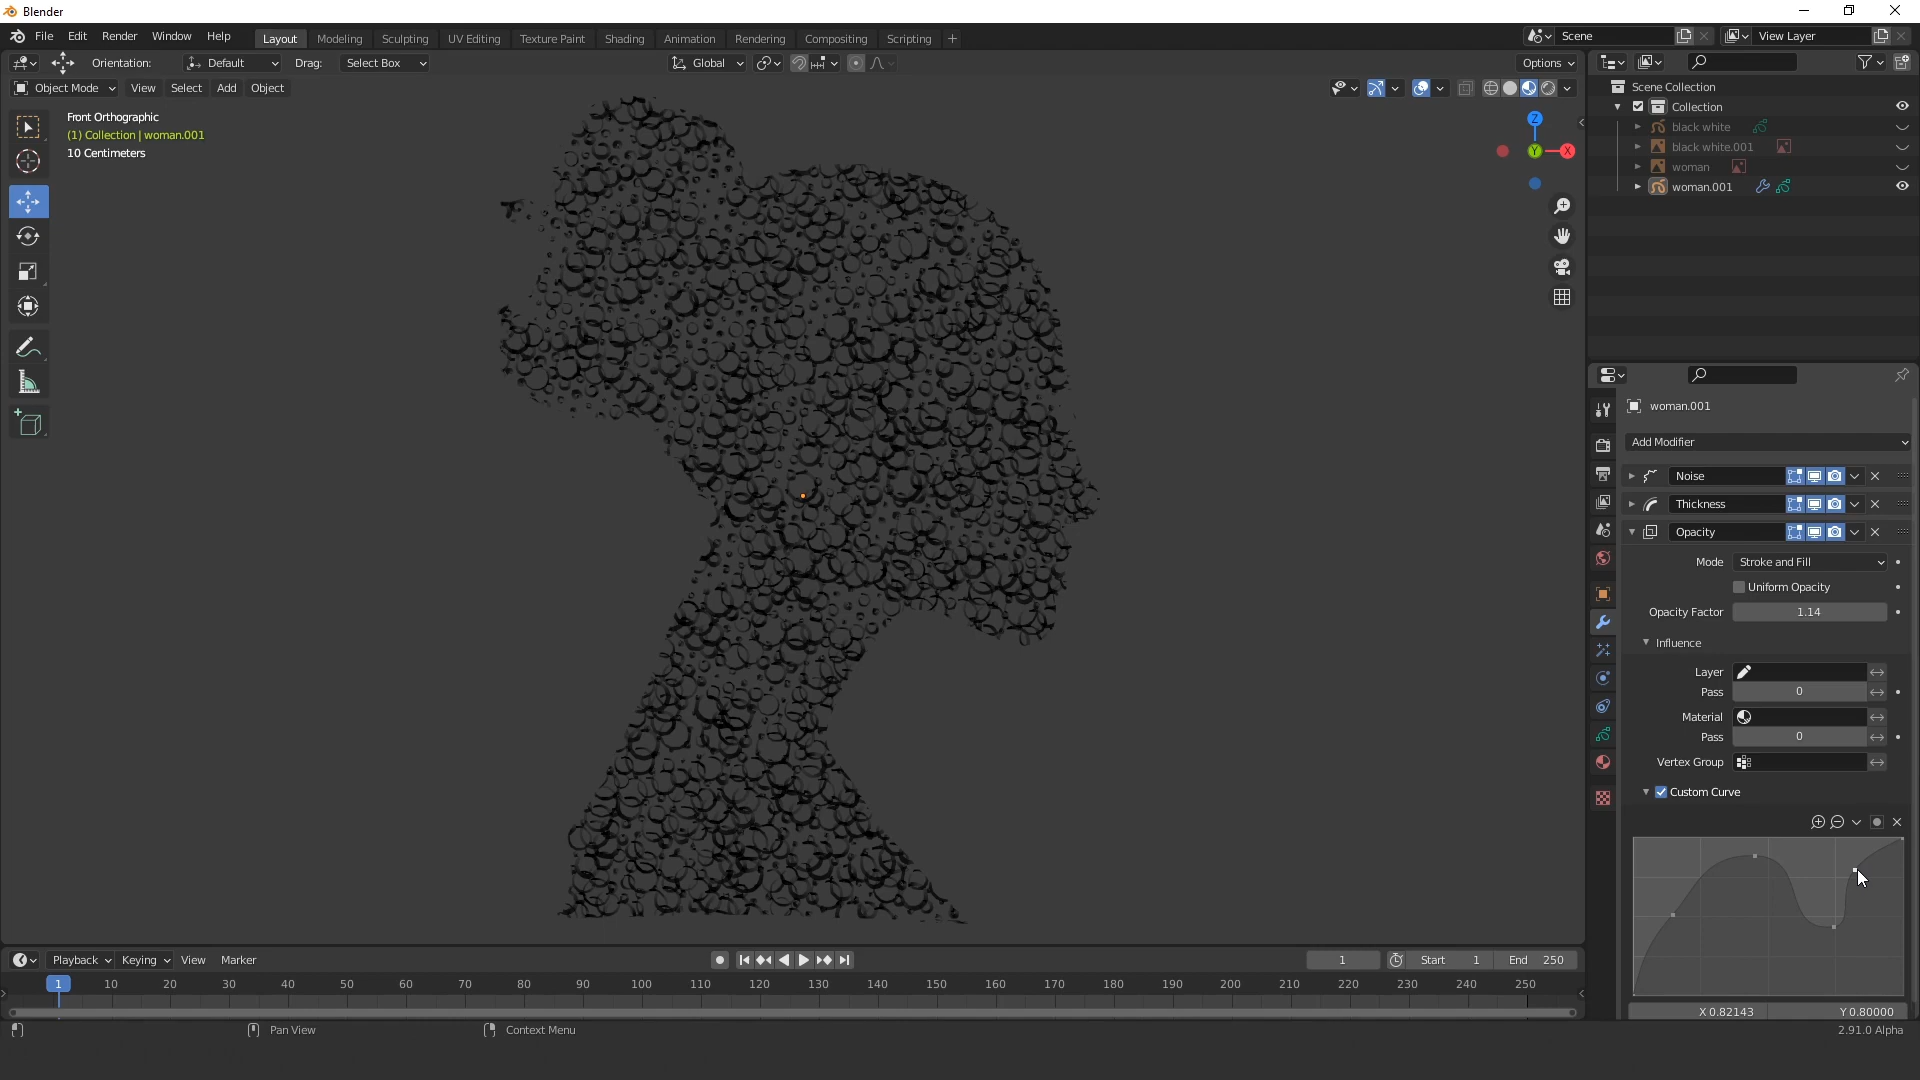 Blender
File Edit Render Window Help Layout Modeling Sculpting UV Editing Texture Paint Shading Animation Rendering Compositing Scripting + Scene View Layer
Orientation: Default Drag: Select Box Global Options
Object Mode View Select Add Object
Front Orthographic
(1) Collection | woman.001
10 Centimeters
Z
Y
X
Scene Collection
Collection
black white
black white.001
woman
woman.001
woman.001
Add Modifier
Noise
Thickness
Opacity
Mode Stroke and Fill
Uniform Opacity
Opacity Factor 1.14
Influence
Layer
Pass 0
Material
Pass 0
Vertex Group
Custom Curve
X 0.82143 Y 0.80000
Playback Keying View Marker 1 Start 1 End 250
1 10 20 30 40 50 60 70 80 90 100 110 120 130 140 150 160 170 180 190 200 210 220 230 240 250
Pan View Context Menu 2.91.0 Alpha